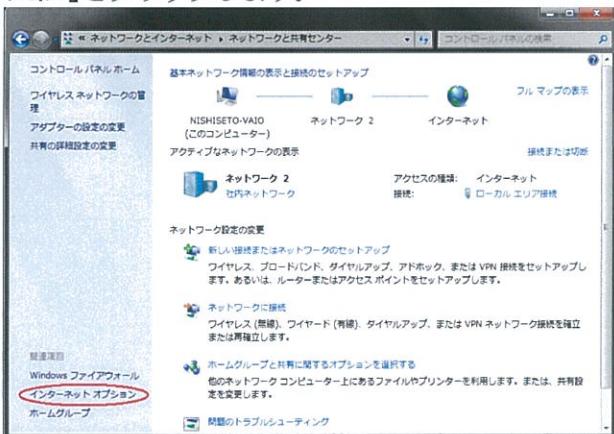 ネットワークとインターネット ▸ ネットワークと共有センター
コントロール パネルの検索
コントロール パネル ホーム
ワイヤレス ネットワークの管
理
アダプターの設定の変更
共有の詳細設定の変更
関連項目
Windows ファイアウォール
インターネット オプション
ホームグループ
基本ネットワーク情報の表示と接続のセットアップ
フル マップの表示
NISHISETO-VAIO
(このコンピューター)
ネットワーク 2
インターネット
アクティブなネットワークの表示
接続または切断
ネットワーク 2
社内ネットワーク
アクセスの種類: インターネット
接続: ローカル エリア接続
ネットワーク設定の変更
新しい接続またはネットワークのセットアップ
ワイヤレス、ブロードバンド、ダイヤルアップ、アドホック、または VPN 接続をセットアップし
ます。あるいは、ルーターまたはアクセス ポイントをセットアップします。
ネットワークに接続
ワイヤレス (無線)、ワイヤード (有線)、ダイヤルアップ、または VPN ネットワーク接続を確立
または再確立します。
ホームグループと共有に関するオプションを選択する
他のネットワーク コンピューター上にあるファイルやプリンターを利用します。または、共有設
定を変更します。
問題のトラブルシューティング